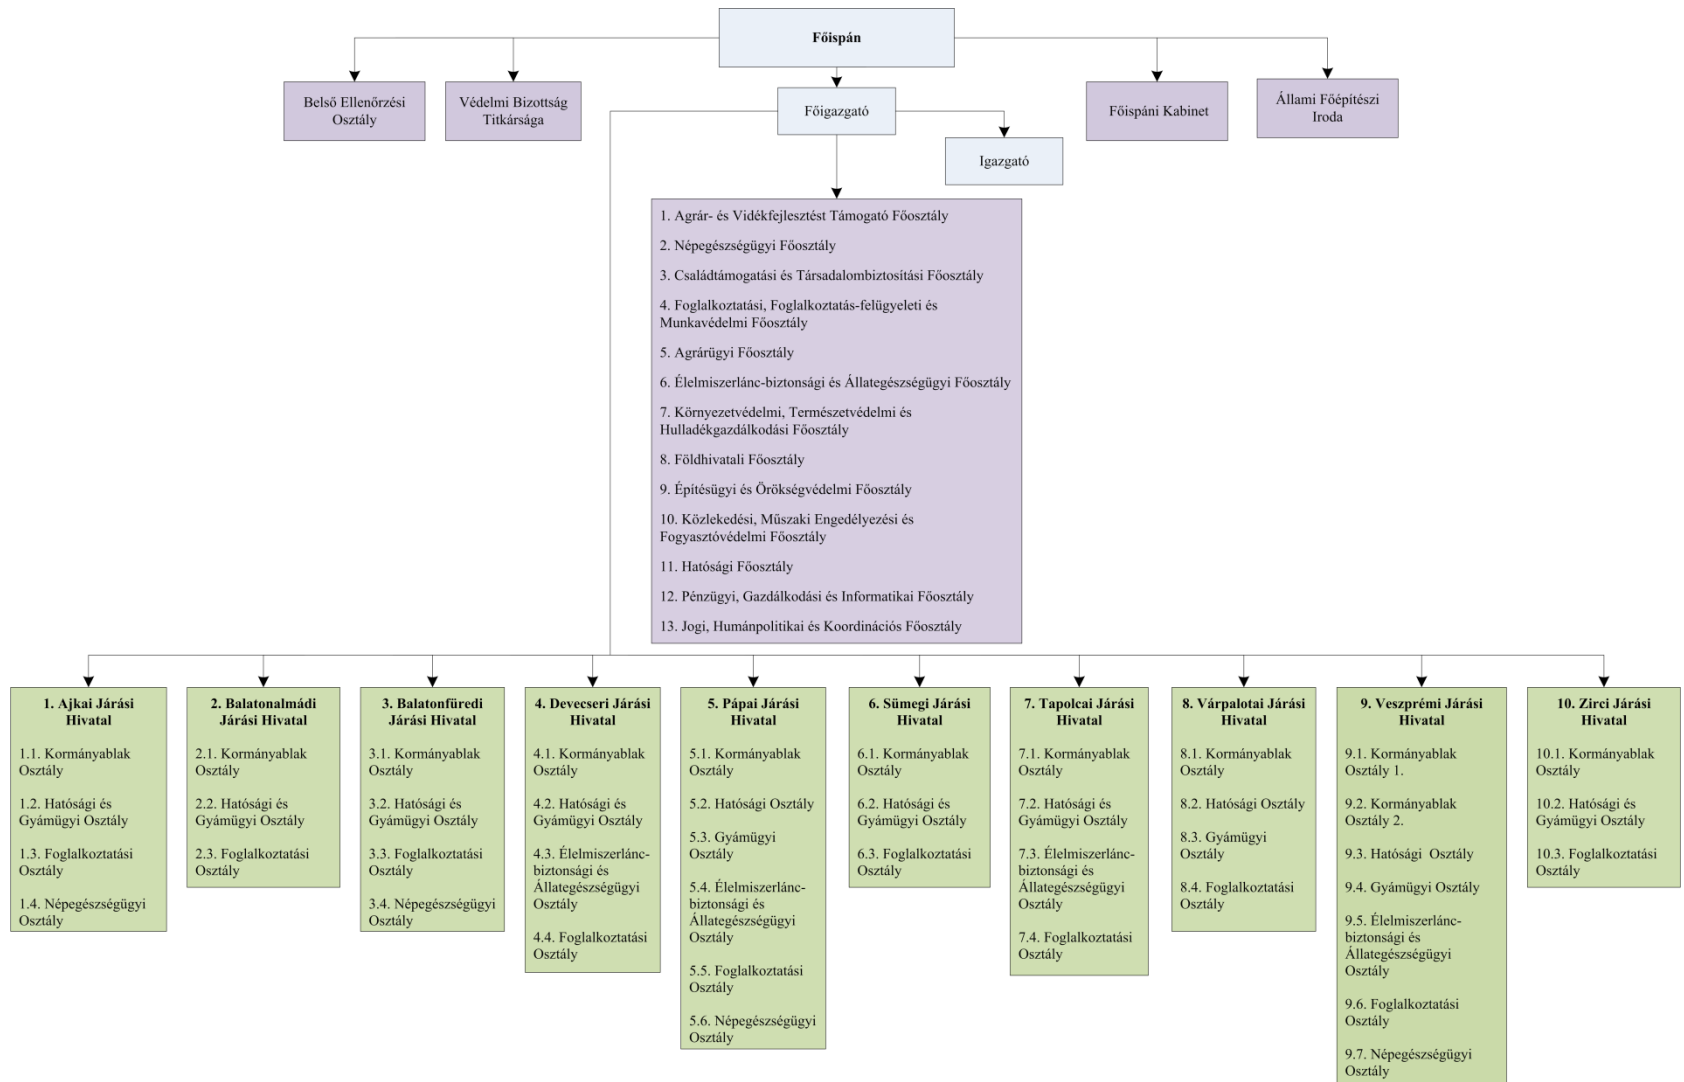 Főispán
Belső Ellenőrzési
Osztály
Védelmi Bizottság
Titkársága
Főigazgató
Főispáni Kabinet
Állami Főépítészi
Iroda
Igazgató
1. Agrár- és Vidékfejlesztést Támogató Főosztály
2. Népegészségügyi Főosztály
3. Családtámogatási és Társadalombiztosítási Főosztály
4. Foglalkoztatási, Foglalkoztatás-felügyeleti és
Munkavédelmi Főosztály
5. Agrárügyi Főosztály
6. Élelmiszerlánc-biztonsági és Állategészségügyi Főosztály
7. Környezetvédelmi, Természetvédelmi és
Hulladékgazdálkodási Főosztály
8. Földhivatali Főosztály
9. Építésügyi és Örökségvédelmi Főosztály
10. Közlekedési, Műszaki Engedélyezési és
Fogyasztóvédelmi Főosztály
11. Hatósági Főosztály
12. Pénzügyi, Gazdálkodási és Informatikai Főosztály
13. Jogi, Humánpolitikai és Koordinációs Főosztály
1. Ajkai Járási
Hivatal
1.1. Kormányablak
Osztály
1.2. Hatósági és
Gyámügyi Osztály
1.3. Foglalkoztatási
Osztály
1.4. Népegészségügyi
Osztály
2. Balatonalmádi
Járási Hivatal
2.1. Kormányablak
Osztály
2.2. Hatósági és
Gyámügyi Osztály
2.3. Foglalkoztatási
Osztály
3. Balatonfüredi
Járási Hivatal
3.1. Kormányablak
Osztály
3.2. Hatósági és
Gyámügyi Osztály
3.3. Foglalkoztatási
Osztály
3.4. Népegészségügyi
Osztály
4. Devecseri Járási
Hivatal
4.1. Kormányablak
Osztály
4.2. Hatósági és
Gyámügyi Osztály
4.3. Élelmiszerlánc-
biztonsági és
Állategészségügyi
Osztály
4.4. Foglalkoztatási
Osztály
5. Pápai Járási
Hivatal
5.1. Kormányablak
Osztály
5.2. Hatósági Osztály
5.3. Gyámügyi
Osztály
5.4. Élelmiszerlánc-
biztonsági és
Állategészségügyi
Osztály
5.5. Foglalkoztatási
Osztály
5.6. Népegészségügyi
Osztály
6. Sümegi Járási
Hivatal
6.1. Kormányablak
Osztály
6.2. Hatósági és
Gyámügyi Osztály
6.3. Foglalkoztatási
Osztály
7. Tapolcai Járási
Hivatal
7.1. Kormányablak
Osztály
7.2. Hatósági és
Gyámügyi Osztály
7.3. Élelmiszerlánc-
biztonsági és
Állategészségügyi
Osztály
7.4. Foglalkoztatási
Osztály
8. Várpalotai Járási
Hivatal
8.1. Kormányablak
Osztály
8.2. Hatósági Osztály
8.3. Gyámügyi
Osztály
8.4. Foglalkoztatási
Osztály
9. Veszprémi Járási
Hivatal
9.1. Kormányablak
Osztály 1.
9.2. Kormányablak
Osztály 2.
9.3. Hatósági Osztály
9.4. Gyámügyi Osztály
9.5. Élelmiszerlánc-
biztonsági és
Állategészségügyi
Osztály
9.6. Foglalkoztatási
Osztály
9.7. Népegészségügyi
Osztály
10. Zirci Járási
Hivatal
10.1. Kormányablak
Osztály
10.2. Hatósági és
Gyámügyi Osztály
10.3. Foglalkoztatási
Osztály